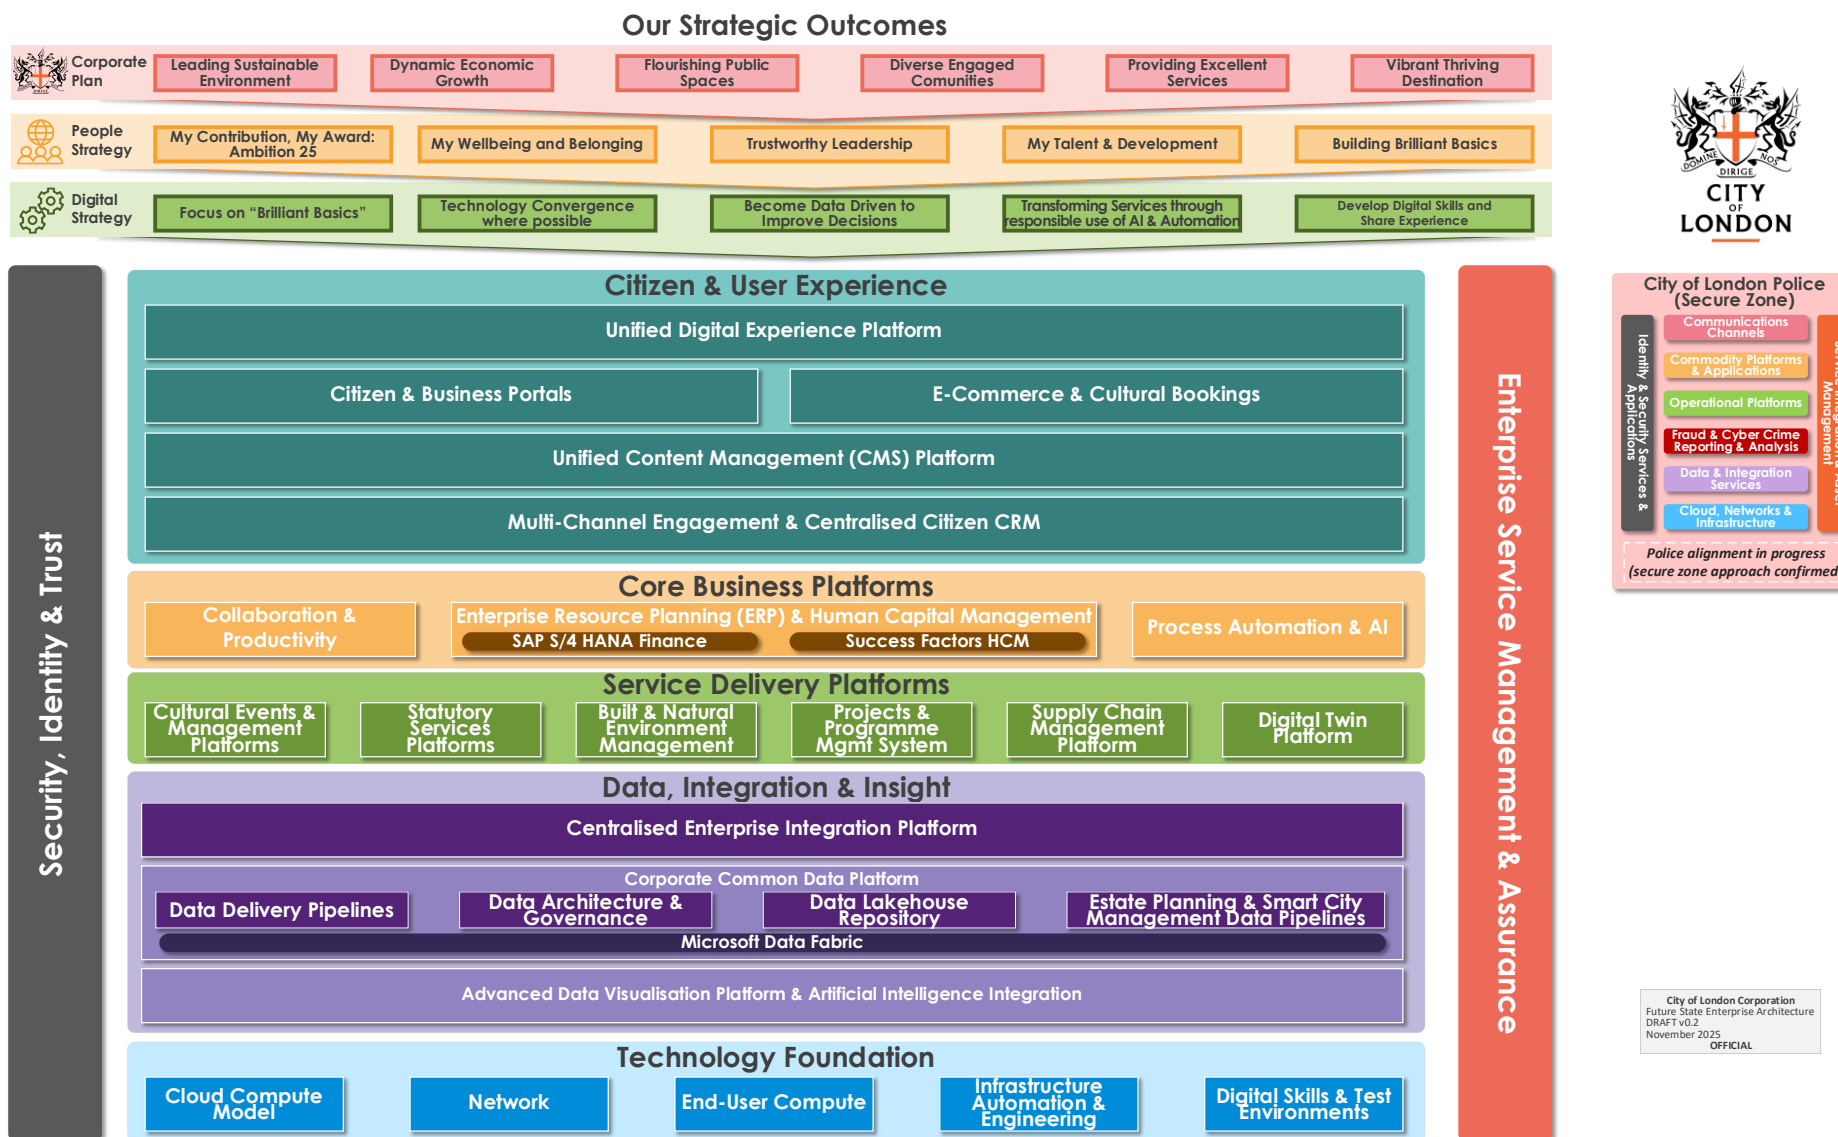 Our Strategic Outcomes
Corporate
Plan
Leading Sustainable
Environment
Dynamic Economic
Growth
Flourishing Public
Spaces
Diverse Engaged
Comunities
Providing Excellent
Services
Vibrant Thriving
Destination
People
Strategy
My Contribution, My Award:
Ambition 25
My Wellbeing and Belonging
Trustworthy Leadership
My Talent & Development
Building Brilliant Basics
Digital
Strategy
Focus on “Brilliant Basics”
Technology Convergence
where possible
Become Data Driven to
Improve Decisions
Transforming Services through
responsible use of AI & Automation
Develop Digital Skills and
Share Experience
DOMINE NOS
DIRIGE
CITY
OF
LONDON
Security, Identity & Trust
Citizen & User Experience
Unified Digital Experience Platform
Citizen & Business Portals
E-Commerce & Cultural Bookings
Unified Content Management (CMS) Platform
Multi-Channel Engagement & Centralised Citizen CRM
Core Business Platforms
Collaboration &
Productivity
Enterprise Resource Planning (ERP) & Human Capital Management
SAP S/4 HANA Finance
Success Factors HCM
Process Automation & AI
Service Delivery Platforms
Cultural Events &
Management
Platforms
Statutory
Services
Platforms
Built & Natural
Environment
Management
Projects &
Programme
Mgmt System
Supply Chain
Management
Platform
Digital Twin
Platform
Data, Integration & Insight
Centralised Enterprise Integration Platform
Corporate Common Data Platform
Data Delivery Pipelines
Data Architecture &
Governance
Data Lakehouse
Repository
Estate Planning & Smart City
Management Data Pipelines
Microsoft Data Fabric
Advanced Data Visualisation Platform & Artificial Intelligence Integration
Technology Foundation
Cloud Compute
Model
Network
End-User Compute
Infrastructure
Automation &
Engineering
Digital Skills & Test
Environments
Enterprise Service Management & Assurance
City of London Police
(Secure Zone)
Identity & Security Services &
Applications
Communications
Channels
Commodity Platforms
& Applications
Operational Platforms
Fraud & Cyber Crime
Reporting & Analysis
Data & Integration
Services
Cloud, Networks &
Infrastructure
Management
Police alignment in progress
(secure zone approach confirmed
City of London Corporation
Future State Enterprise Architecture
DRAFT v0.2
November 2025
OFFICIAL